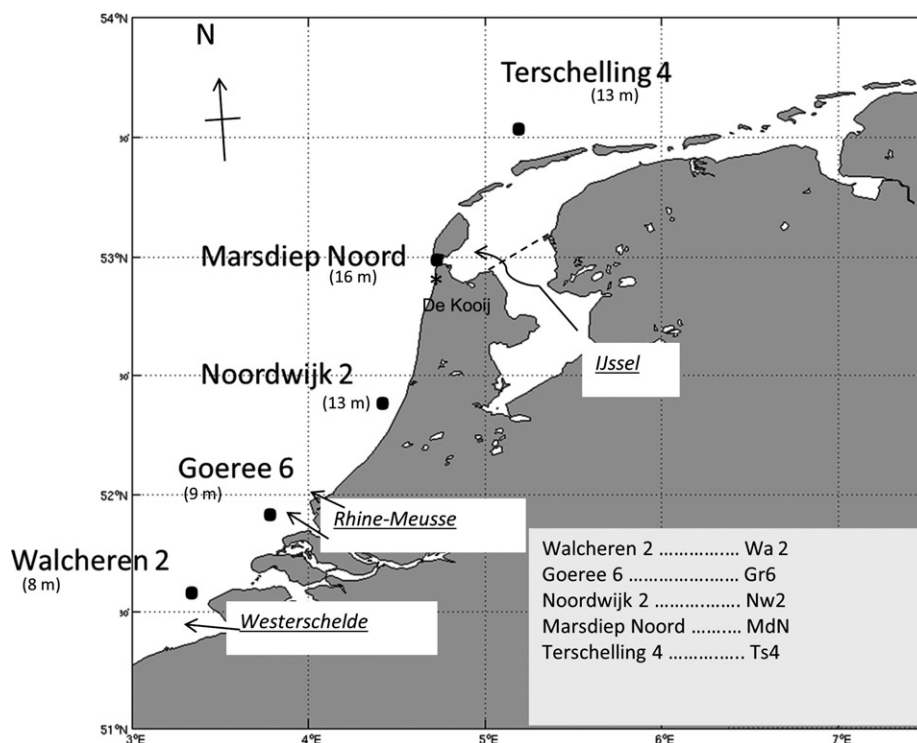 54°N
N
Terschelling 4
(13 m)
30'
Marsdiep Noord
(16 m)
53°N
*
De Kooij
IJssel
Noordwijk 2
(13 m)
30'
Goeree 6
(9 m)
52°N
Rhine-Meusse
Walcheren 2
(8 m)
30'
Westerschelde
Walcheren 2 ................ Wa 2
Goeree 6 ...................... Gr6
Noordwijk 2 ................. Nw2
Marsdiep Noord .......... MdN
Terschelling 4 ............. Ts4
51°N
3°E 4°E 5°E 6°E 7°E